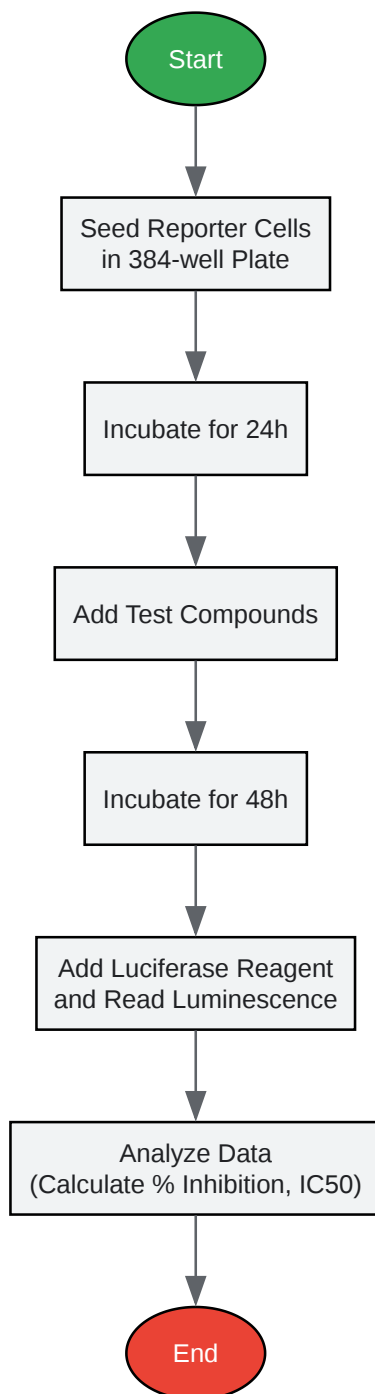 Start
Seed Reporter Cells
in 384-well Plate
Incubate for 24h
Add Test Compounds
Incubate for 48h
Add Luciferase Reagent
and Read Luminescence
Analyze Data
(Calculate % Inhibition, IC50)
End